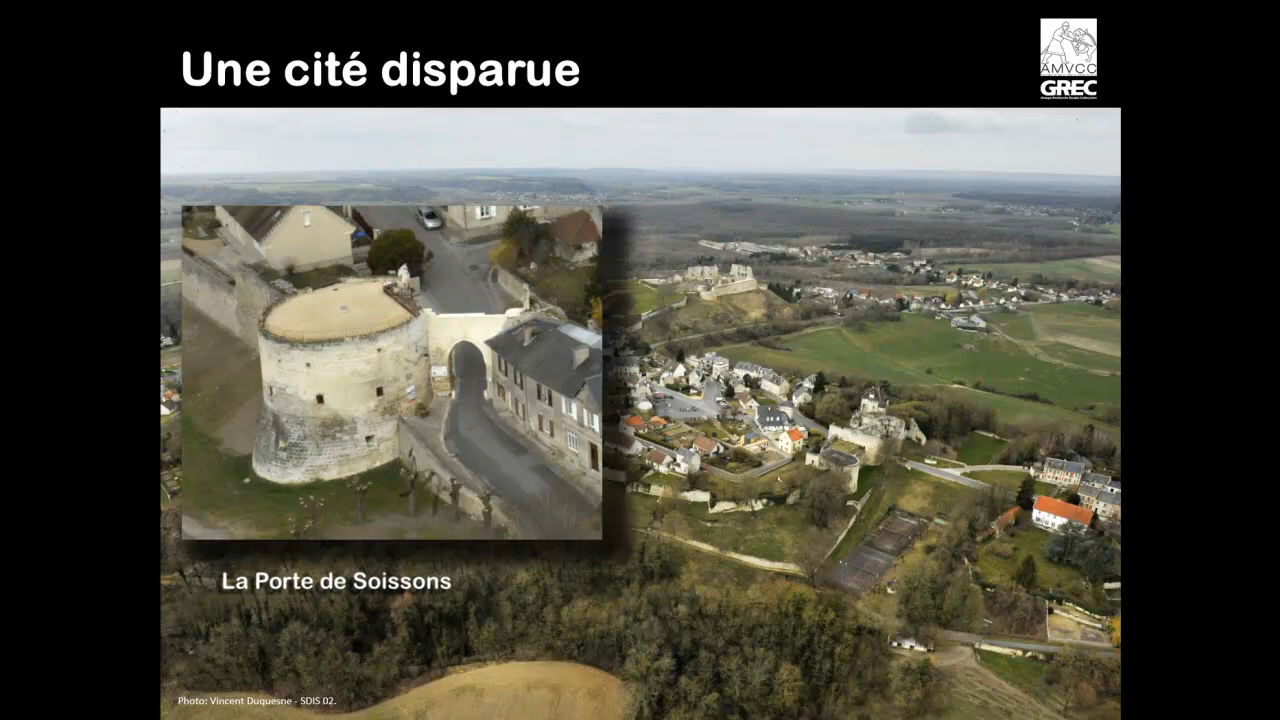 Une cité disparue
AMVCC
GREC
La Porte de Soissons
Photo: Vincent Duquesne - SDIS 02.